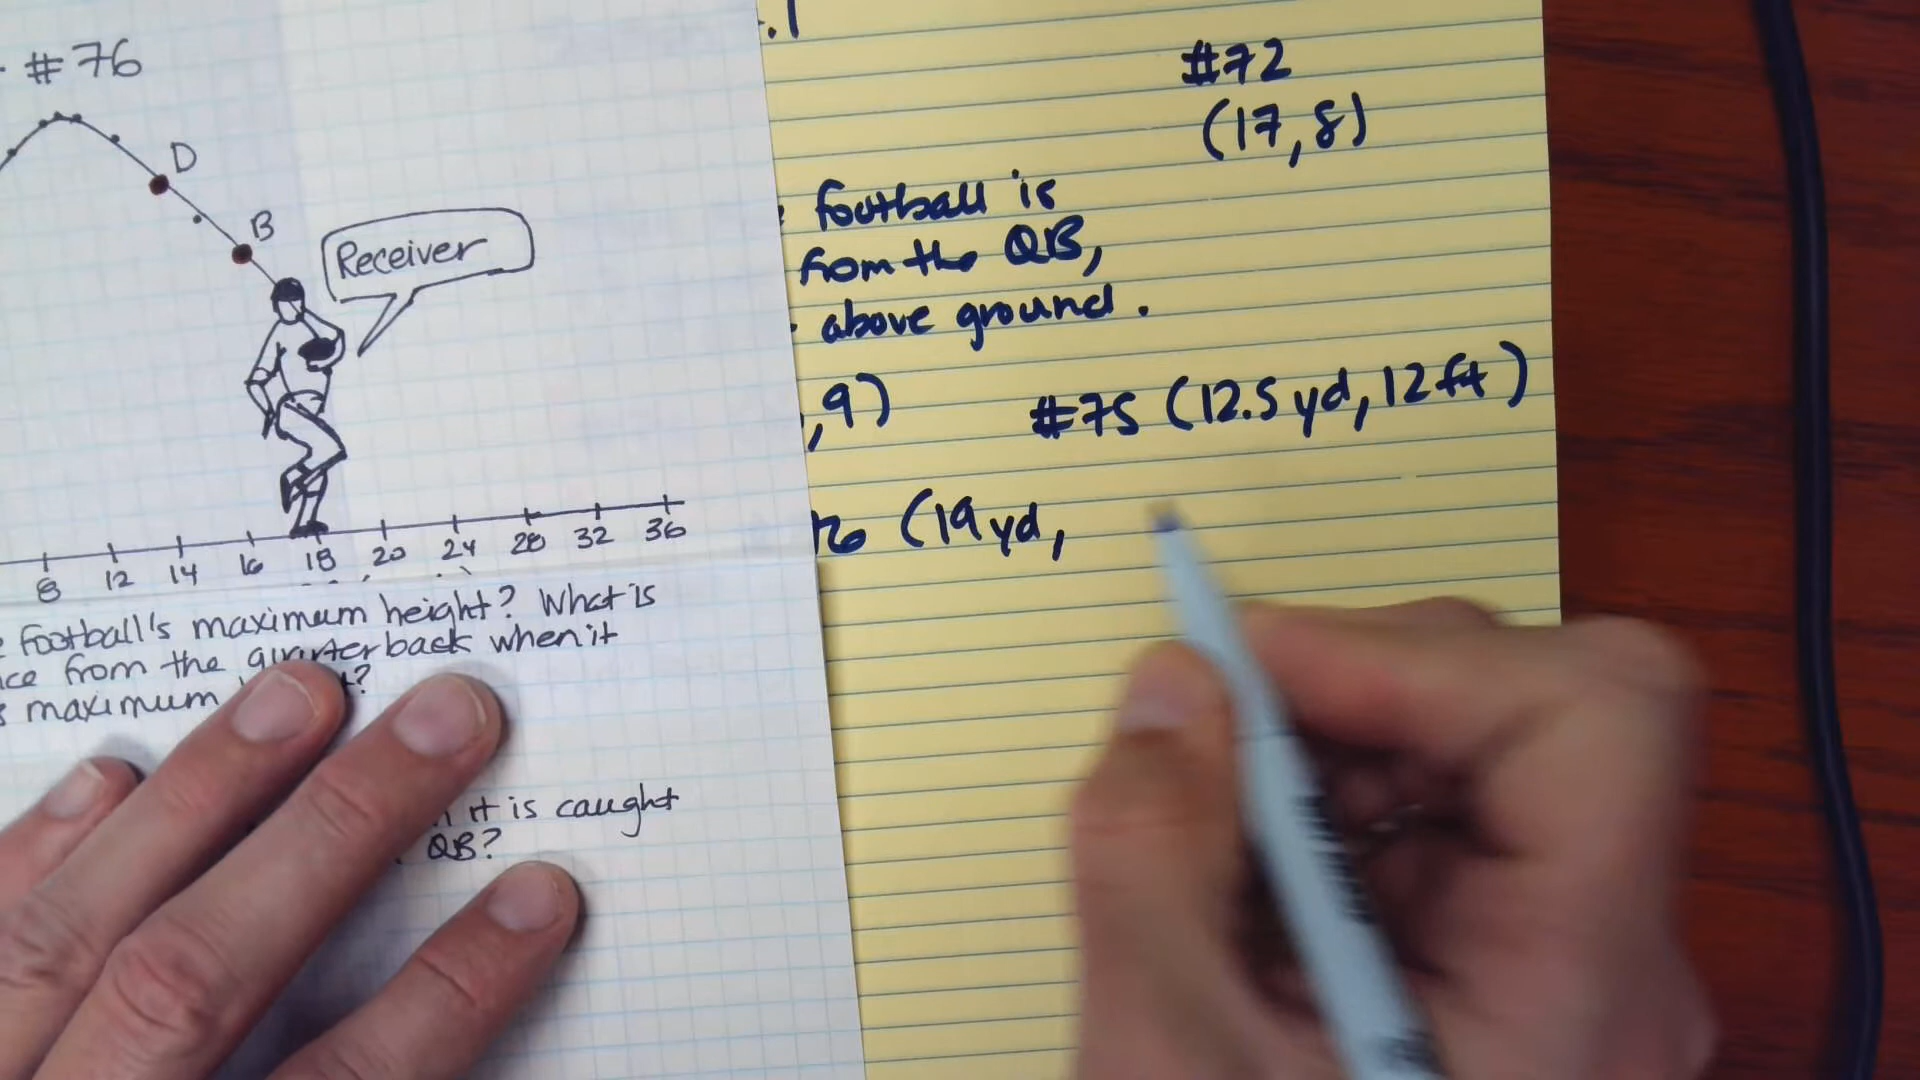 #76
D
B
Receiver
8 12 14 16 18 20 24 28 32 36
football's maximum height? What is
from the quarterback when it
maximum
it is caught
QB?
.1
#72
(17,8)
football is
from the QB,
above ground.
,9)
#75 (12.5 yd, 12 ft)
(19 yd,